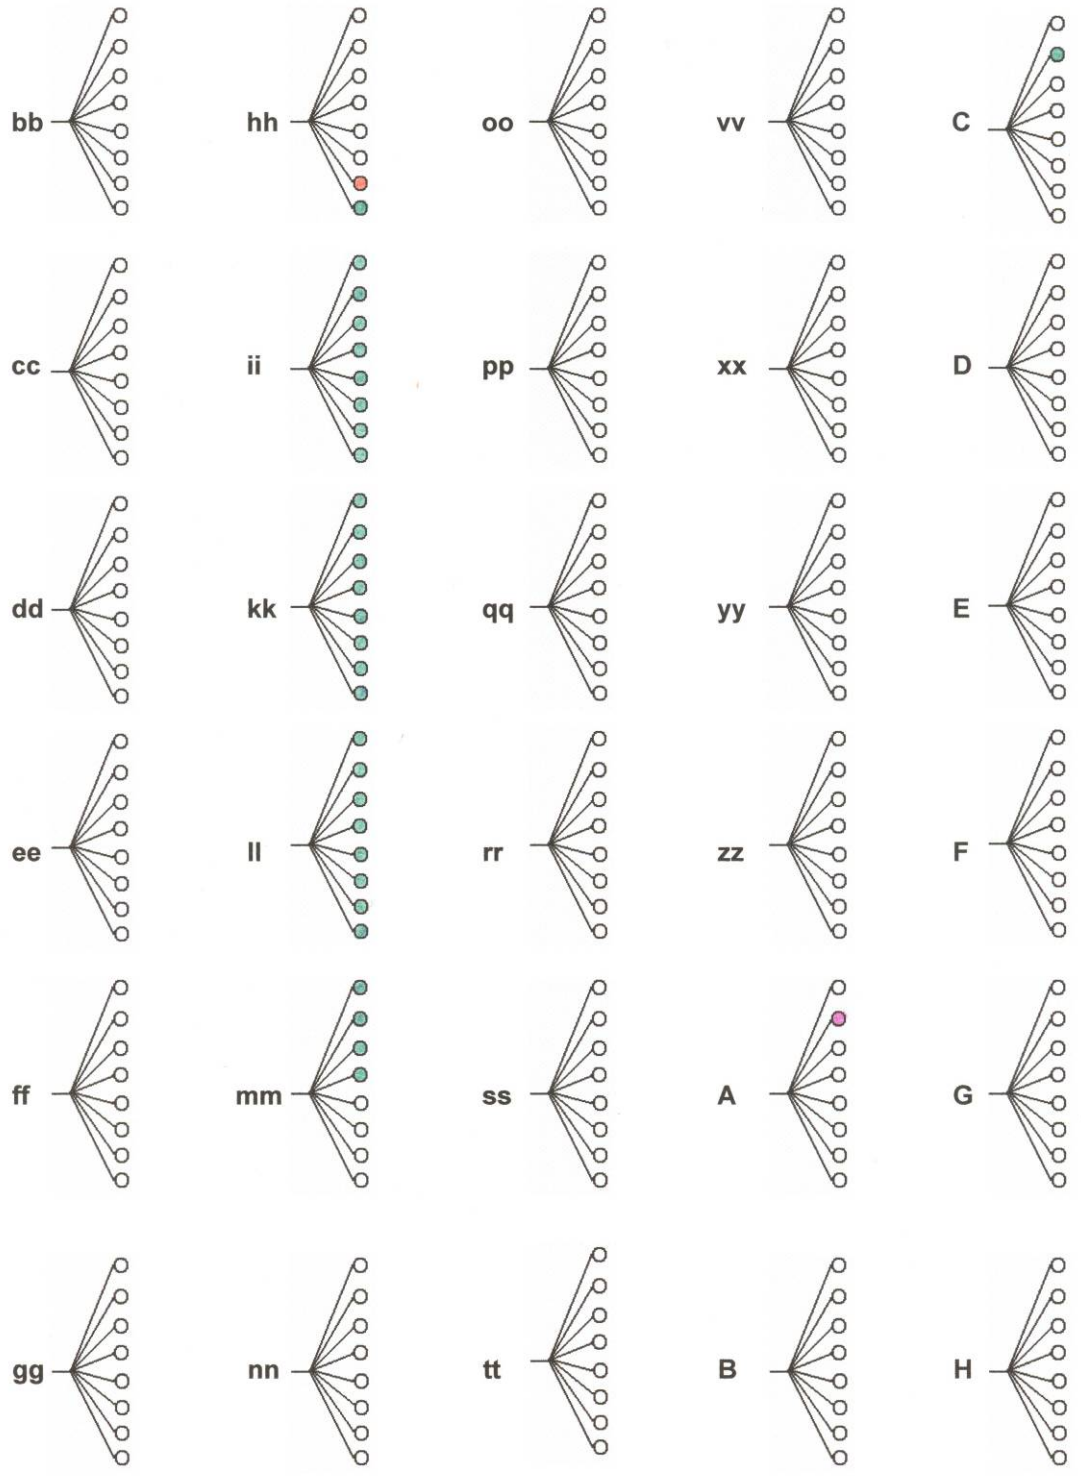 bb hh oo vv C
cc ii pp xx D
dd kk qq yy E
ee ll rr zz F
ff mm ss A G
gg nn tt B H